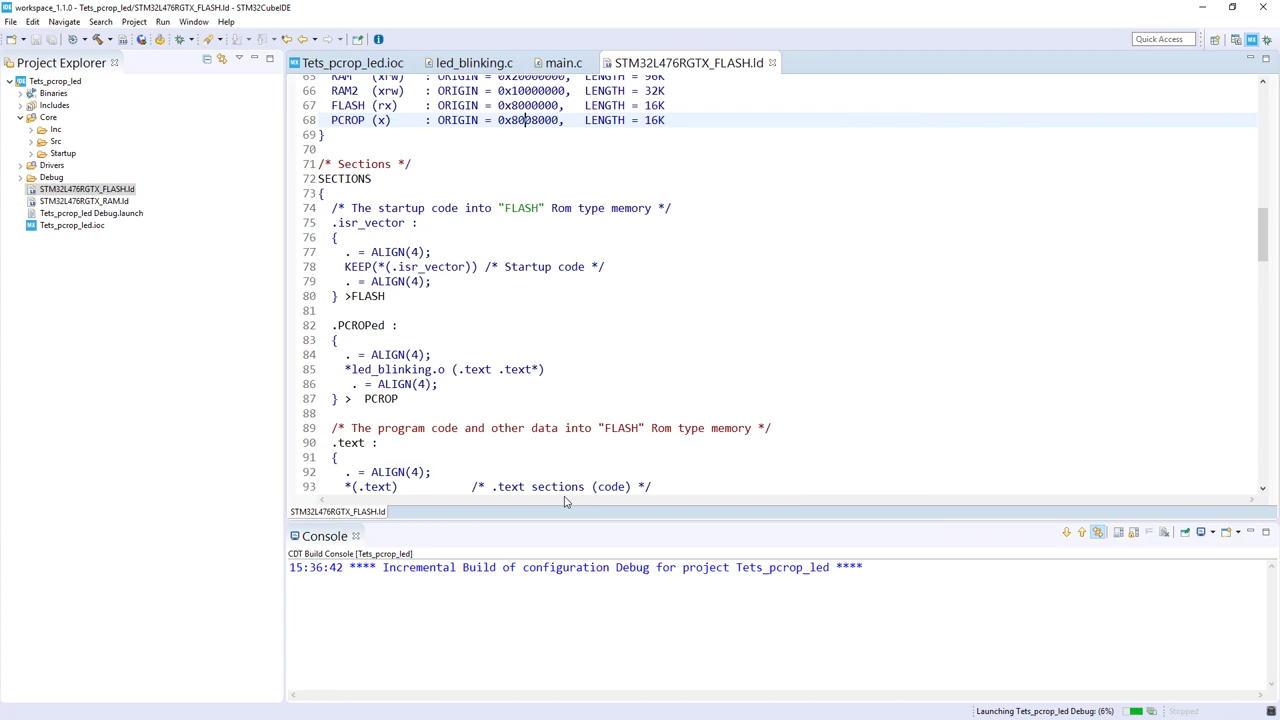 workspace_1.1.0 - Tets_pcrop_led/STM32L476RGTX_FLASH.ld - STM32CubeIDE
File Edit Navigate Search Project Run Window Help
Quick Access
Project Explorer
Tets_pcrop_led
Binaries
Includes
Core
Inc
Src
Startup
Drivers
Debug
STM32L476RGTX_FLASH.ld
STM32L476RGTX_RAM.ld
Tets_pcrop_led Debug.launch
Tets_pcrop_led.ioc
Tets_pcrop_led.ioc led_blinking.c main.c STM32L476RGTX_FLASH.ld
65 RAM (xrw) : ORIGIN = 0x20000000, LENGTH = 96K
66 RAM2 (xrw) : ORIGIN = 0x10000000, LENGTH = 32K
67 FLASH (rx) : ORIGIN = 0x8000000, LENGTH = 16K
68 PCROP (x) : ORIGIN = 0x8008000, LENGTH = 16K
69 }
70
71 /* Sections */
72 SECTIONS
73 {
74 /* The startup code into "FLASH" Rom type memory */
75 .isr_vector :
76 {
77 . = ALIGN(4);
78 KEEP(*(.isr_vector)) /* Startup code */
79 . = ALIGN(4);
80 } >FLASH
81
82 .PCROPed :
83 {
84 . = ALIGN(4);
85 *led_blinking.o (.text .text*)
86 . = ALIGN(4);
87 } > PCROP
88
89 /* The program code and other data into "FLASH" Rom type memory */
90 .text :
91 {
92 . = ALIGN(4);
93 *(.text) /* .text sections (code) */
STM32L476RGTX_FLASH.ld
Console
CDT Build Console [Tets_pcrop_led]
15:36:42 **** Incremental Build of configuration Debug for project Tets_pcrop_led ****
Launching Tets_pcrop_led Debug: (6%)
Stopped